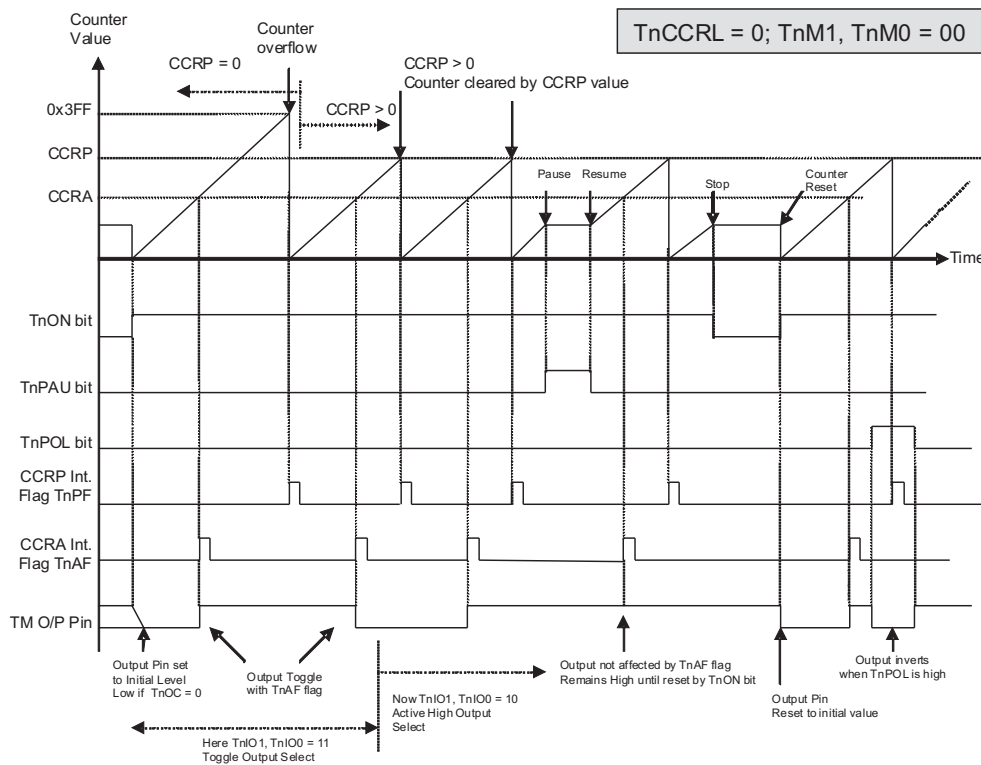 Counter
Value
Counter
overflow
TnCCRL = 0; TnM1, TnM0 = 00
CCRP = 0
CCRP > 0
CCRP > 0
Counter cleared by CCRP value
0x3FF
CCRP
CCRA
Pause
Resume
Stop
Counter
Reset
Time
TnON bit
TnPAU bit
TnPOL bit
CCRP Int.
Flag TnPF
CCRA Int.
Flag TnAF
TM O/P Pin
Output Pin set
to Initial Level
Low if TnOC = 0
Output Toggle
with TnAF flag
Output not affected by TnAF flag
Remains High until reset by TnON bit
Output inverts
when TnPOL is high
Output Pin
Reset to initial value
Now TnIO1, TnIO0 = 10
Active High Output
Select
Here TnIO1, TnIO0 = 11
Toggle Output Select